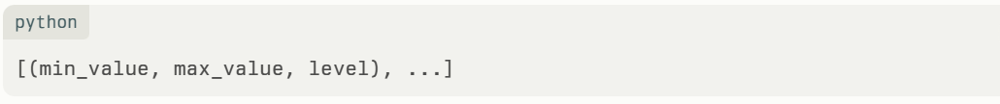 python
[(min_value, max_value, level), ...]